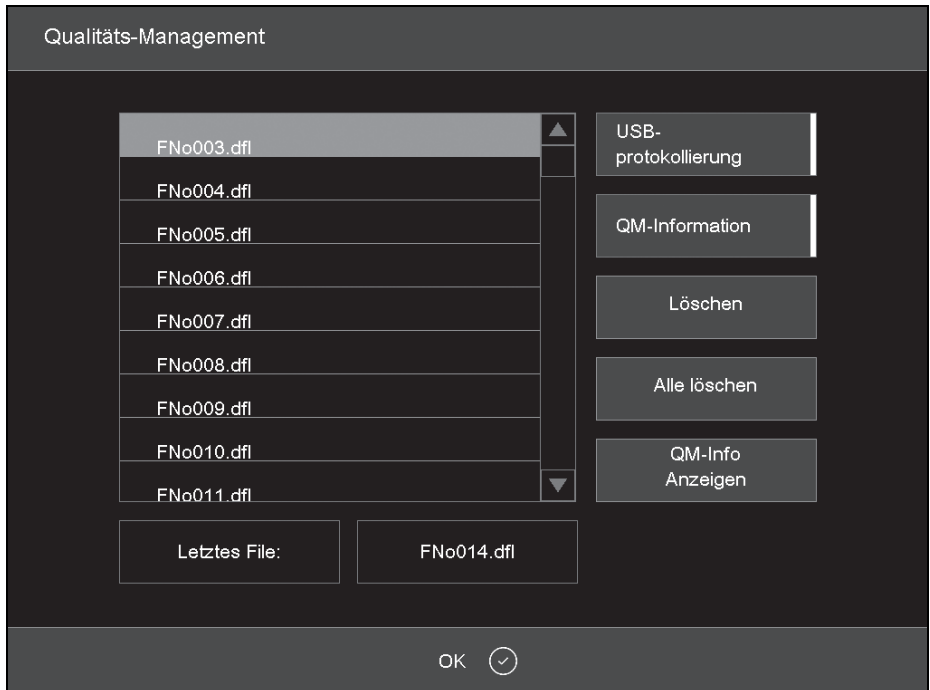 Qualitäts-Management
FNo003.dfl
FNo004.dfl
FNo005.dfl
FNo006.dfl
FNo007.dfl
FNo008.dfl
FNo009.dfl
FNo010.dfl
FNo011.dfl
USB-
protokollierung
QM-Information
Löschen
Alle löschen
QM-Info
Anzeigen
Letztes File:
FNo014.dfl
OK